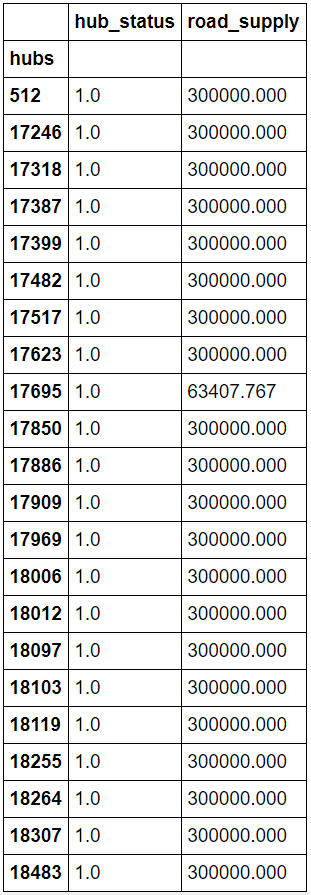 hub_status road_supply
hubs
512 1.0 300000.000
17246 1.0 300000.000
17318 1.0 300000.000
17387 1.0 300000.000
17399 1.0 300000.000
17482 1.0 300000.000
17517 1.0 300000.000
17623 1.0 300000.000
17695 1.0 63407.767
17850 1.0 300000.000
17886 1.0 300000.000
17909 1.0 300000.000
17969 1.0 300000.000
18006 1.0 300000.000
18012 1.0 300000.000
18097 1.0 300000.000
18103 1.0 300000.000
18119 1.0 300000.000
18255 1.0 300000.000
18264 1.0 300000.000
18307 1.0 300000.000
18483 1.0 300000.000